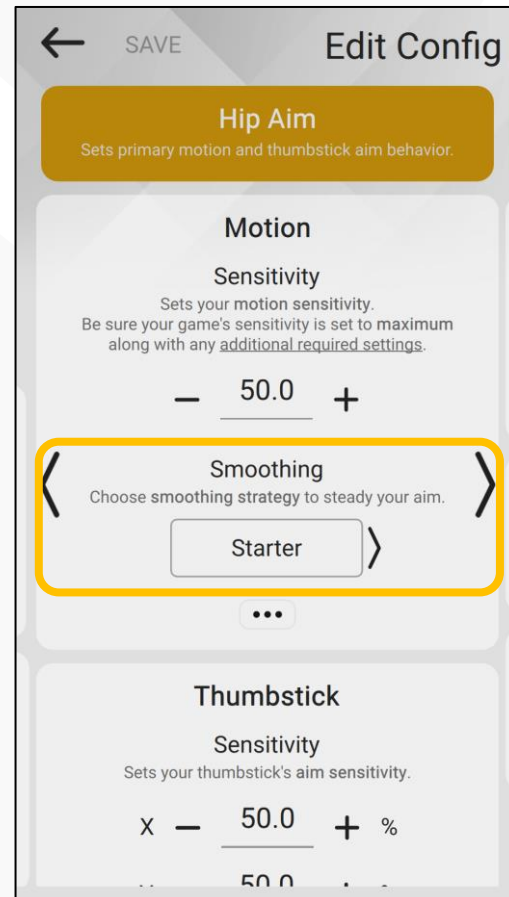 SAVE Edit Config
Hip Aim
Sets primary motion and thumbstick aim behavior.
Motion
Sensitivity
Sets your motion sensitivity.
Be sure your game's sensitivity is set to maximum
along with any additional required settings.
− 50.0 +
Smoothing
Choose smoothing strategy to steady your aim.
Starter
Thumbstick
Sensitivity
Sets your thumbstick's aim sensitivity.
X − 50.0 + %
50.0